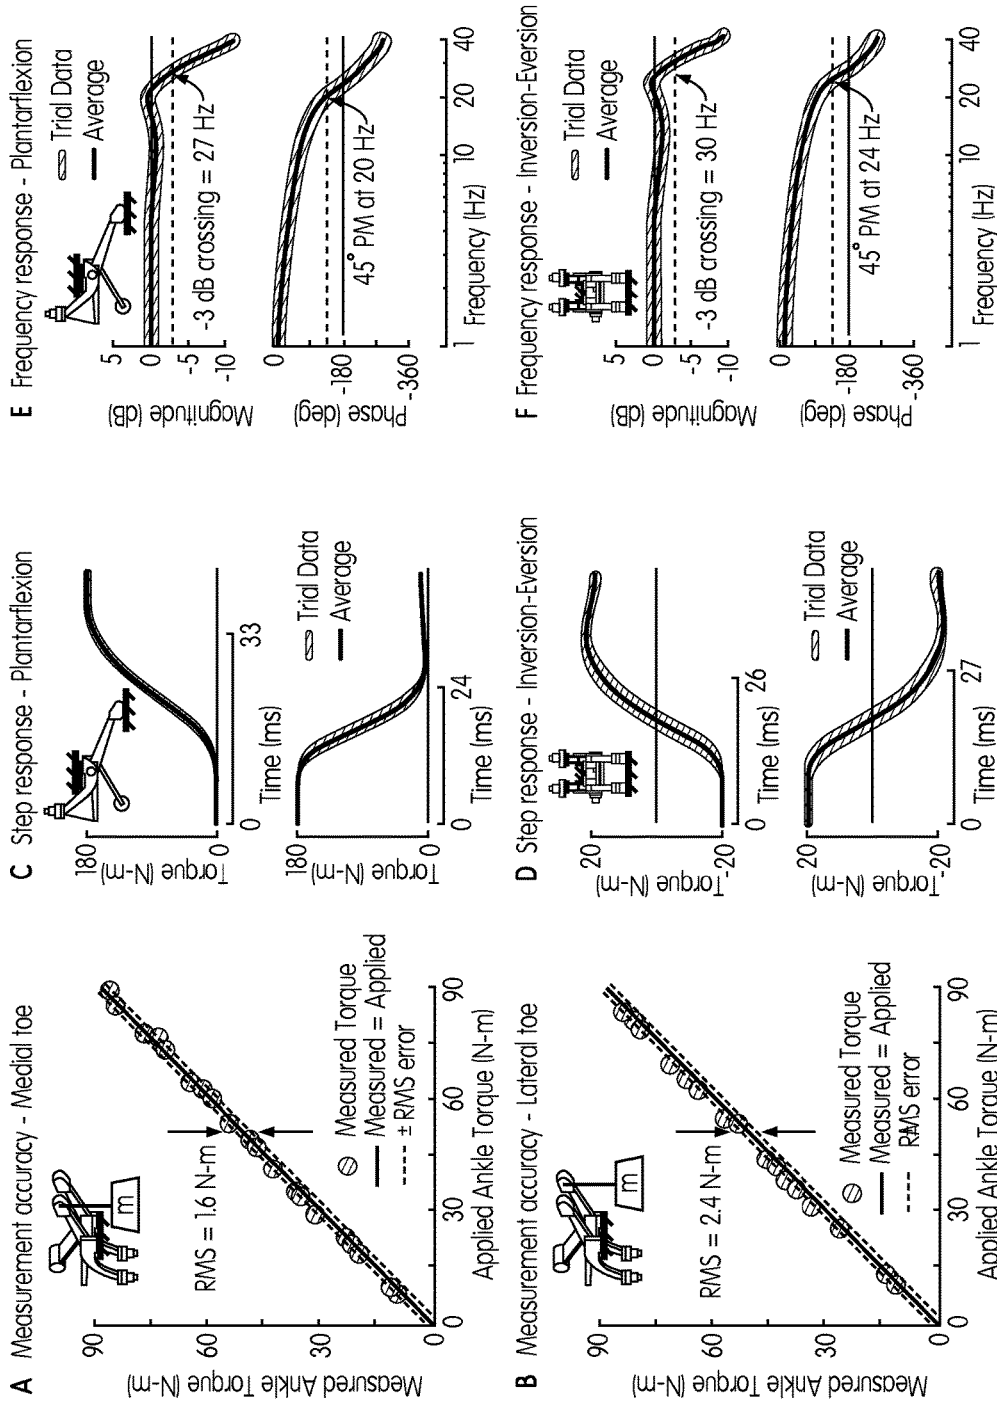 A Measurement accuracy - Medial toe
Measured Ankle Torque (N-m)
90
60
30
0
RMS = 1.6 N-m
m
Measured Torque
Measured = Applied
± RMS error
0
30
60
90
Applied Ankle Torque (N-m)
B Measurement accuracy - Lateral toe
Measured Ankle Torque (N-m)
90
60
30
0
RMS = 2.4 N-m
m
Measured Torque
Measured = Applied
± RMS error
0
30
60
90
Applied Ankle Torque (N-m)
C Step response - Plantarflexion
Torque (N-m)
180
0
0
33
Time (ms)
Torque (N-m)
180
0
Trial Data
Average
0
24
Time (ms)
D Step response - Inversion-Eversion
Torque (N-m)
20
-20
0
26
Time (ms)
Torque (N-m)
20
-20
Trial Data
Average
0
27
Time (ms)
E Frequency response - Plantarflexion
Trial Data
Average
Magnitude (dB)
5
0
-10
-3 dB crossing = 27 Hz
Phase (deg)
0
-180
-360
45° PM at 20 Hz
1
10
20
40
Frequency (Hz)
F Frequency response - Inversion-Eversion
Trial Data
Average
Magnitude (dB)
5
0
-10
-3 dB crossing = 30 Hz
Phase (deg)
0
-180
-360
45° PM at 24 Hz
1
10
20
40
Frequency (Hz)